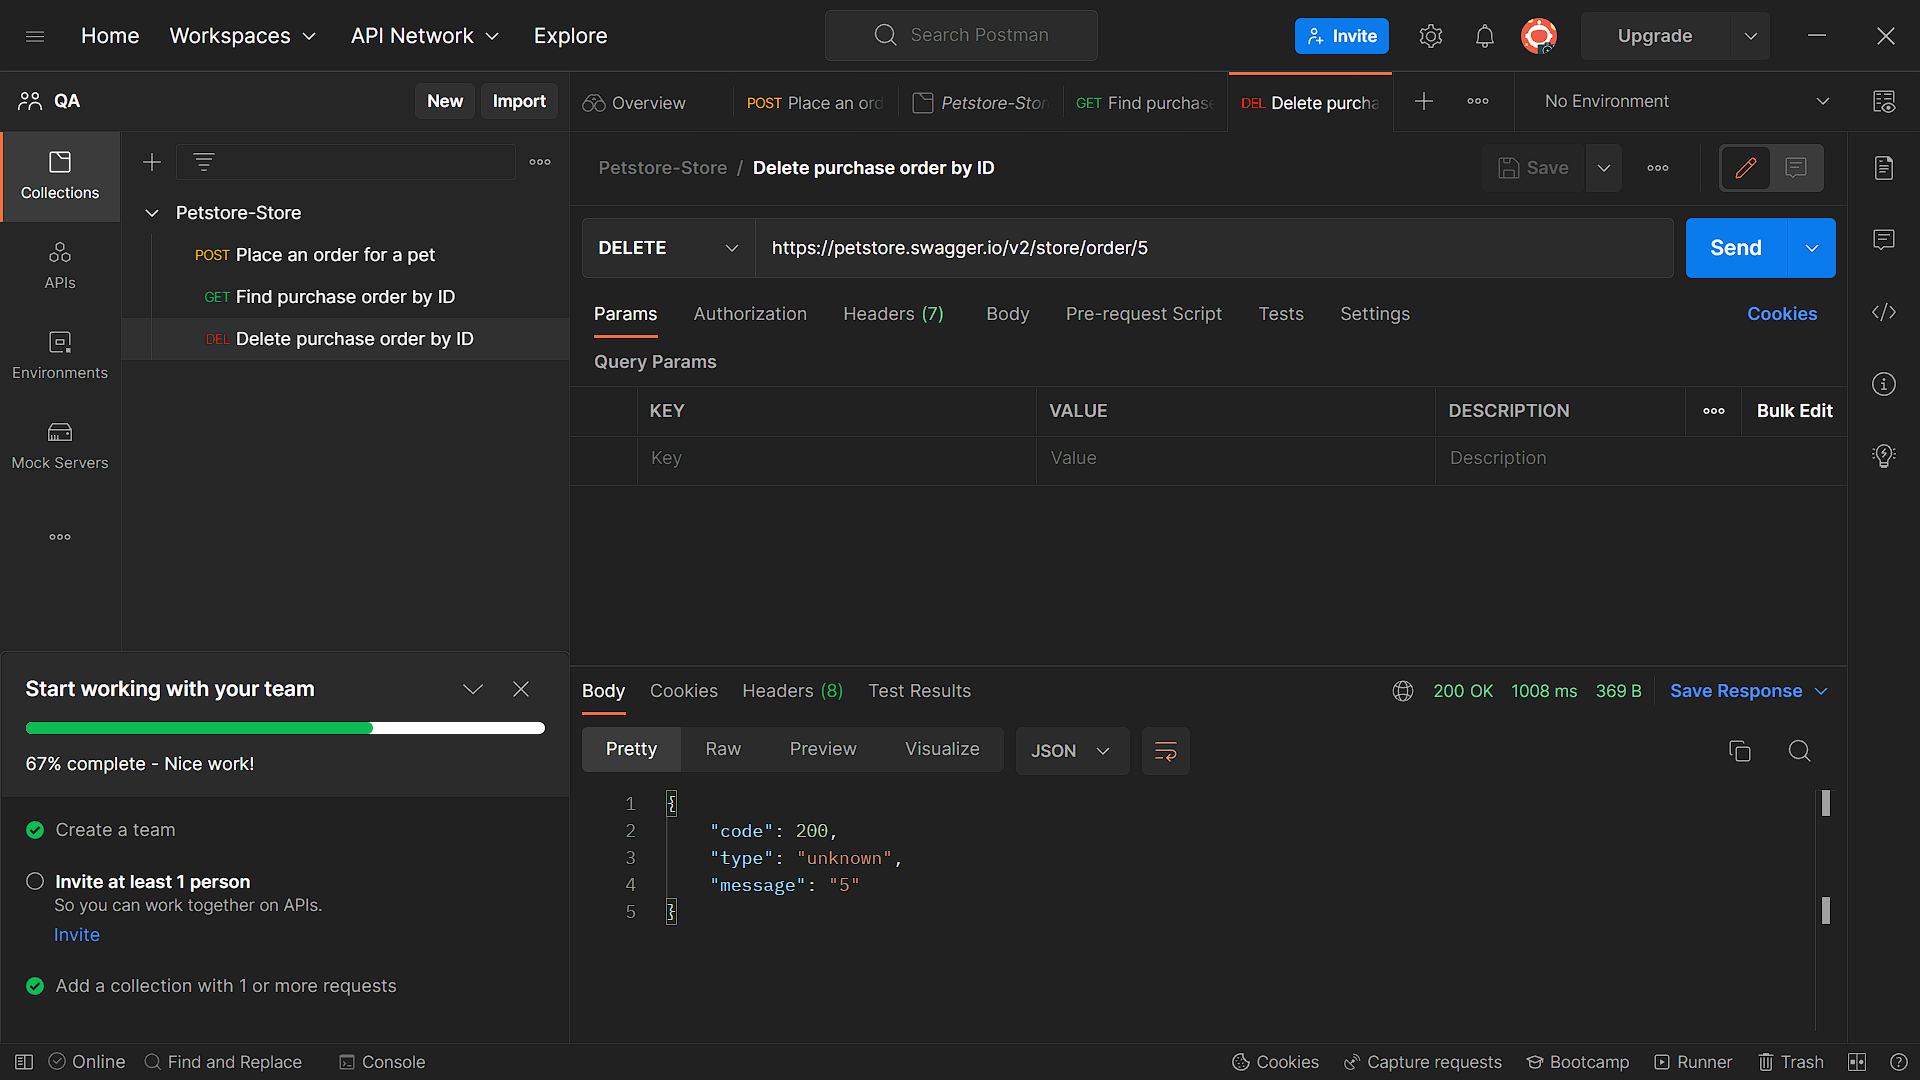 Home Workspaces API Network Explore Search Postman Invite Upgrade
QA New Import Overview POST Place an ord Petstore-Stor GET Find purchase DEL Delete purcha No Environment
Collections
APIs
Environments
Mock Servers
Petstore-Store
POST Place an order for a pet
GET Find purchase order by ID
DEL Delete purchase order by ID
Start working with your team
67% complete - Nice work!
Create a team
Invite at least 1 person
So you can work together on APIs.
Invite
Add a collection with 1 or more requests
Petstore-Store / Delete purchase order by ID Save
DELETE https://petstore.swagger.io/v2/store/order/5 Send
Params Authorization Headers (7) Body Pre-request Script Tests Settings Cookies
Query Params
KEY VALUE DESCRIPTION Bulk Edit
Key Value Description
Body Cookies Headers (8) Test Results 200 OK 1008 ms 369 B Save Response
Pretty Raw Preview Visualize JSON
1 {
2 "code": 200,
3 "type": "unknown",
4 "message": "5"
5 }
Online Find and Replace Console Cookies Capture requests Bootcamp Runner Trash